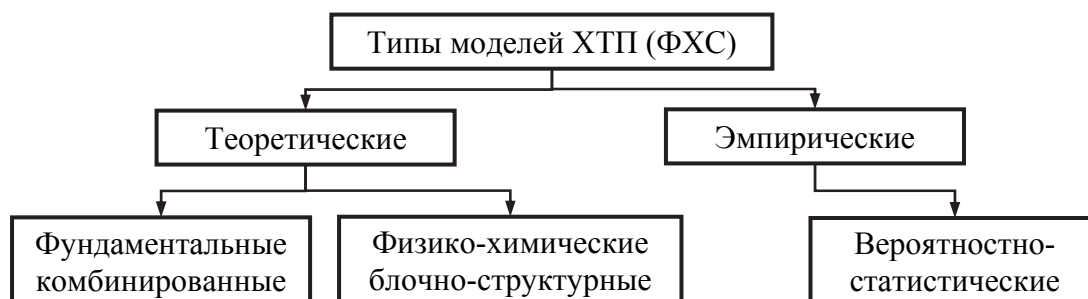 Типы моделей ХТП (ФХС)
Теоретические
Эмпирические
Фундаментальные
комбинированные
Физико-химические
блочно-структурные
Вероятностно-
статистические